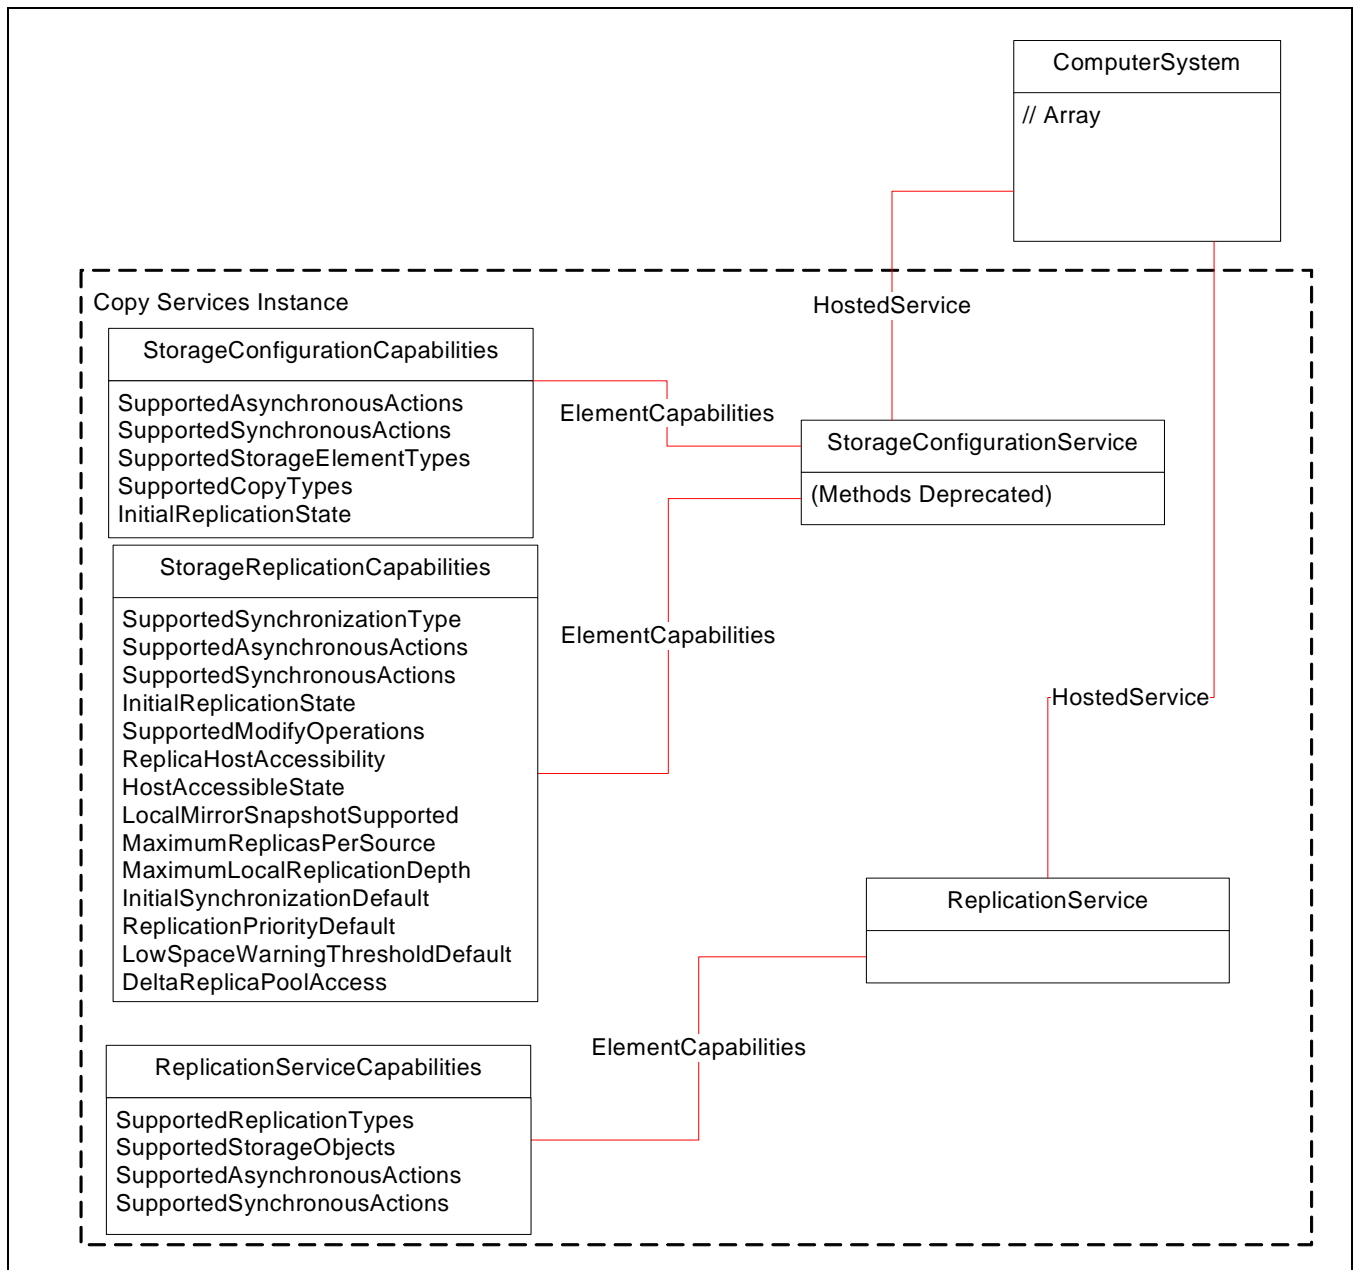 ComputerSystem
// Array
Copy Services Instance
HostedService
StorageConfigurationCapabilities
SupportedAsynchronousActions
SupportedSynchronousActions
SupportedStorageElementTypes
SupportedCopyTypes
InitialReplicationState
ElementCapabilities
StorageConfigurationService
(Methods Deprecated)
StorageReplicationCapabilities
SupportedSynchronizationType
SupportedAsynchronousActions
SupportedSynchronousActions
InitialReplicationState
SupportedModifyOperations
ReplicaHostAccessibility
HostAccessibleState
LocalMirrorSnapshotSupported
MaximumReplicasPerSource
MaximumLocalReplicationDepth
InitialSynchronizationDefault
ReplicationPriorityDefault
LowSpaceWarningThresholdDefault
DeltaReplicaPoolAccess
ElementCapabilities
HostedService
ReplicationService
ElementCapabilities
ReplicationServiceCapabilities
SupportedReplicationTypes
SupportedStorageObjects
SupportedAsynchronousActions
SupportedSynchronousActions